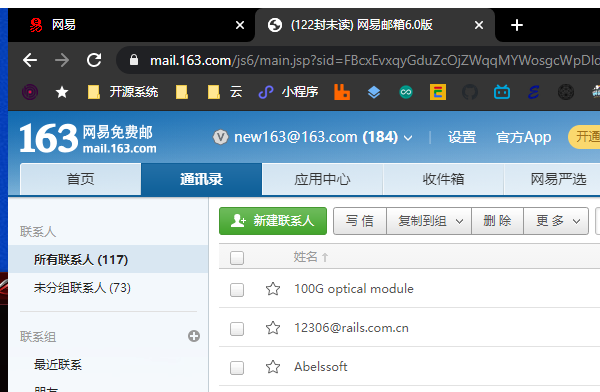 网易
(122封未读) 网易邮箱6.0版
mail.163.com/js6/main.jsp?sid=FBcxEvxqyGduZcOjZWqqMYWosgcWpDlo
开源系统 云 小程序
163 网易免费邮
mail.163.com
new163@163.com (184) 设置 官方App 开通
首页 通讯录 应用中心 收件箱 网易严选
联系人
所有联系人 (117)
未分组联系人 (73)
联系组
最近联系
朋友
新建联系人 写 信 复制到组 删 除 更 多
姓名↑
100G optical module
12306@rails.com.cn
Abelssoft